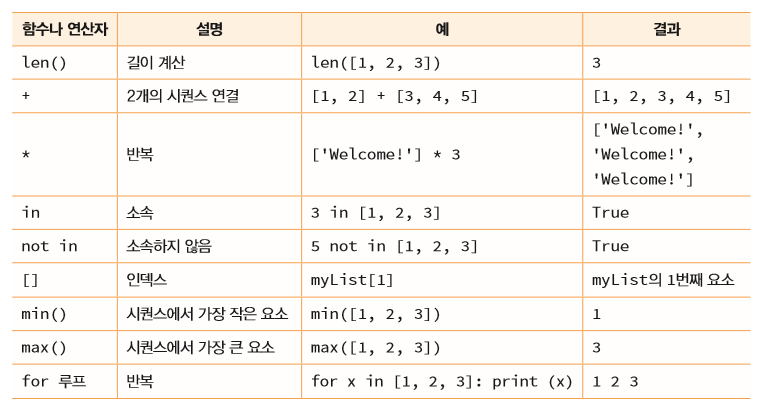 함수나 연산자 설명 예 결과
len() 길이 계산 len([1, 2, 3]) 3
+ 2개의 시퀀스 연결 [1, 2] + [3, 4, 5] [1, 2, 3, 4, 5]
* 반복 ['Welcome!'] * 3 ['Welcome!',
'Welcome!',
'Welcome!']
in 소속 3 in [1, 2, 3] True
not in 소속하지 않음 5 not in [1, 2, 3] True
[] 인덱스 myList[1] myList의 1번째 요소
min() 시퀀스에서 가장 작은 요소 min([1, 2, 3]) 1
max() 시퀀스에서 가장 큰 요소 max([1, 2, 3]) 3
for 루프 반복 for x in [1, 2, 3]: print (x) 1 2 3